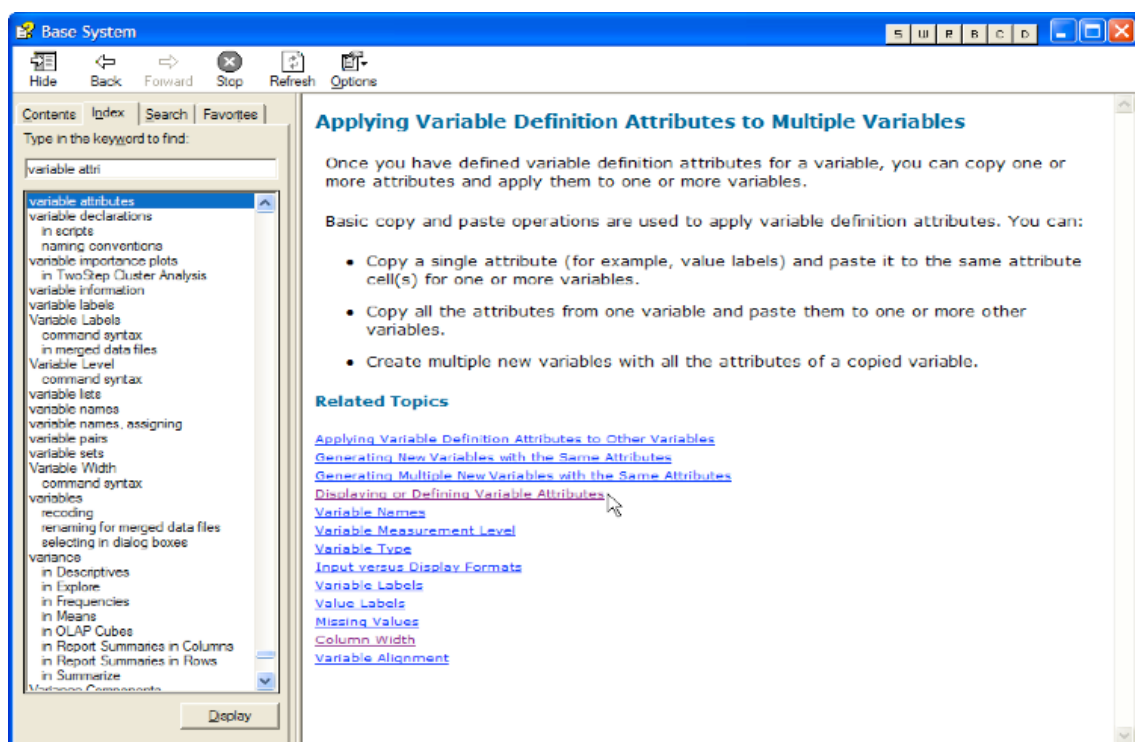 Base System
S W R B C D
Hide Back Forward Stop Refresh Options
Contents Index Search Favorites
Type in the keyword to find:
variable attri
variable attributes
variable declarations
in scripts
naming conventions
variable importance plots
in TwoStep Cluster Analysis
variable information
variable labels
Variable Labels
command syntax
in merged data files
Variable Level
command syntax
variable lists
variable names
variable names, assigning
variable pairs
variable sets
Variable Width
command syntax
variables
recoding
renaming for merged data files
selecting in dialog boxes
variance
in Descriptives
in Explore
in Frequencies
in Means
in OLAP Cubes
in Report Summaries in Columns
in Report Summaries in Rows
in Summarize
Variance Components
Display
Applying Variable Definition Attributes to Multiple Variables
Once you have defined variable definition attributes for a variable, you can copy one or
more attributes and apply them to one or more variables.
Basic copy and paste operations are used to apply variable definition attributes. You can:
• Copy a single attribute (for example, value labels) and paste it to the same attribute
cell(s) for one or more variables.
• Copy all the attributes from one variable and paste them to one or more other
variables.
• Create multiple new variables with all the attributes of a copied variable.
Related Topics
Applying Variable Definition Attributes to Other Variables
Generating New Variables with the Same Attributes
Generating Multiple New Variables with the Same Attributes
Displaying or Defining Variable Attributes
Variable Names
Variable Measurement Level
Variable Type
Input versus Display Formats
Variable Labels
Value Labels
Missing Values
Column Width
Variable Alignment